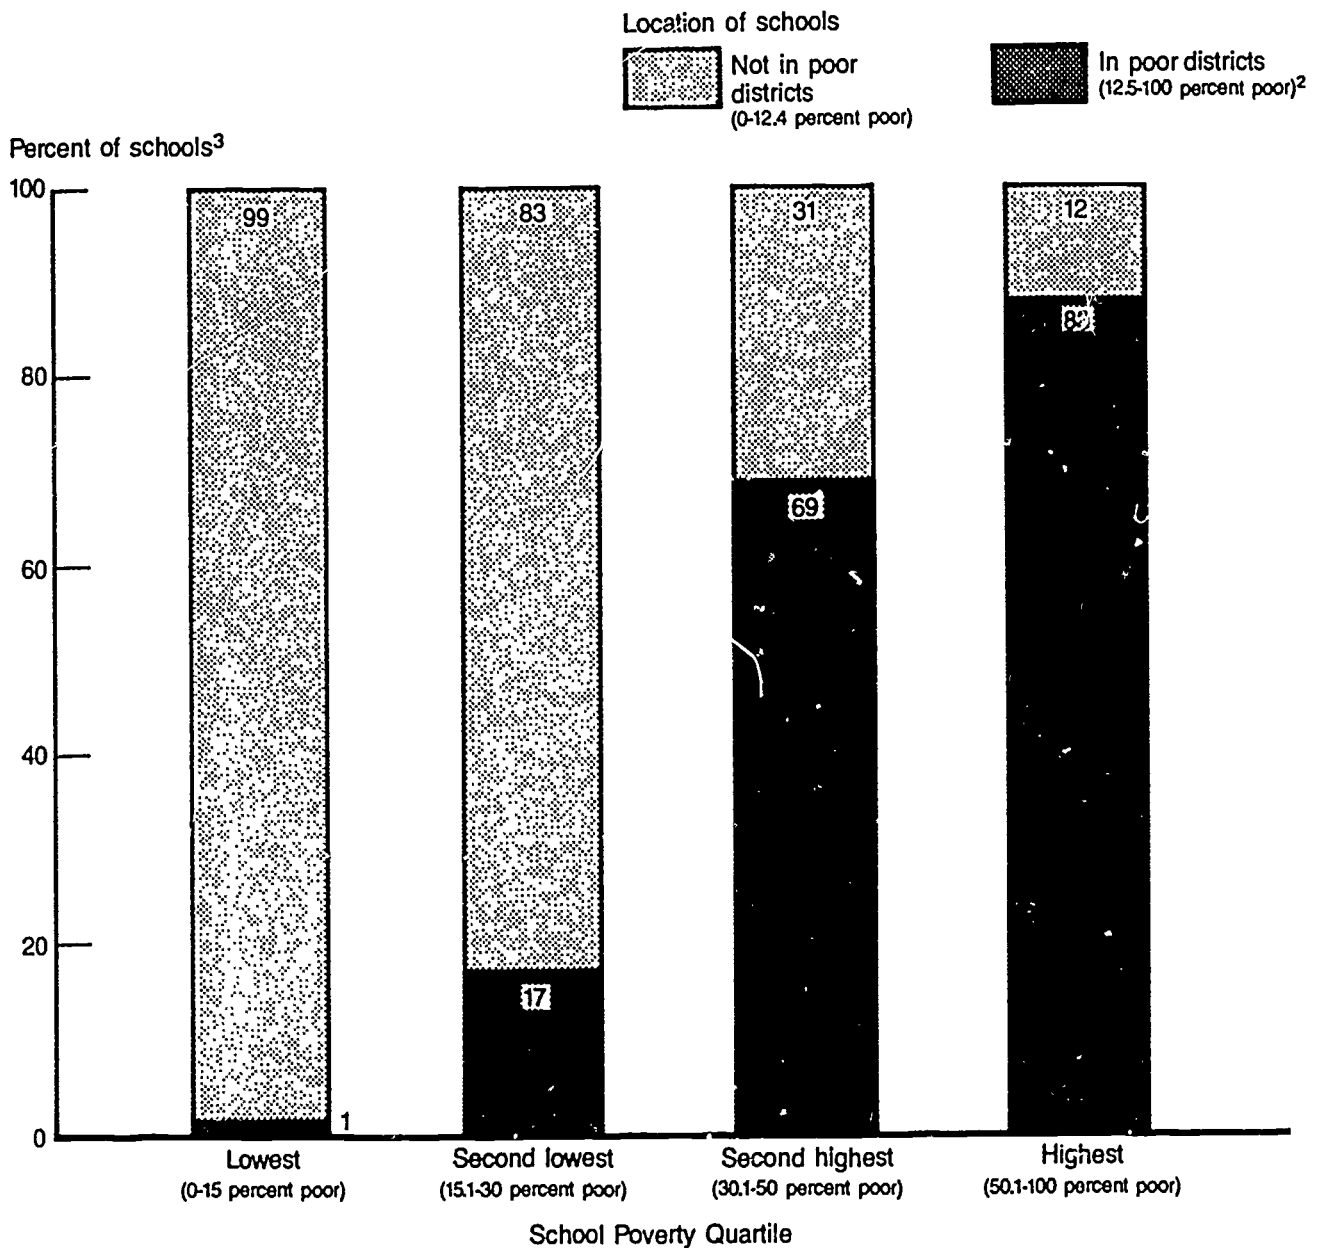 Location of schools
Not in poor
districts
(0-12.4 percent poor)
In poor districts
(12.5-100 percent poor)²
Percent of schools³
100
80
60
40
20
0
99
1
83
17
31
69
12
Lowest
(0-15 percent poor)
Second lowest
(15.1-30 percent poor)
Second highest
(30.1-50 percent poor)
Highest
(50.1-100 percent poor)
School Poverty Quartile